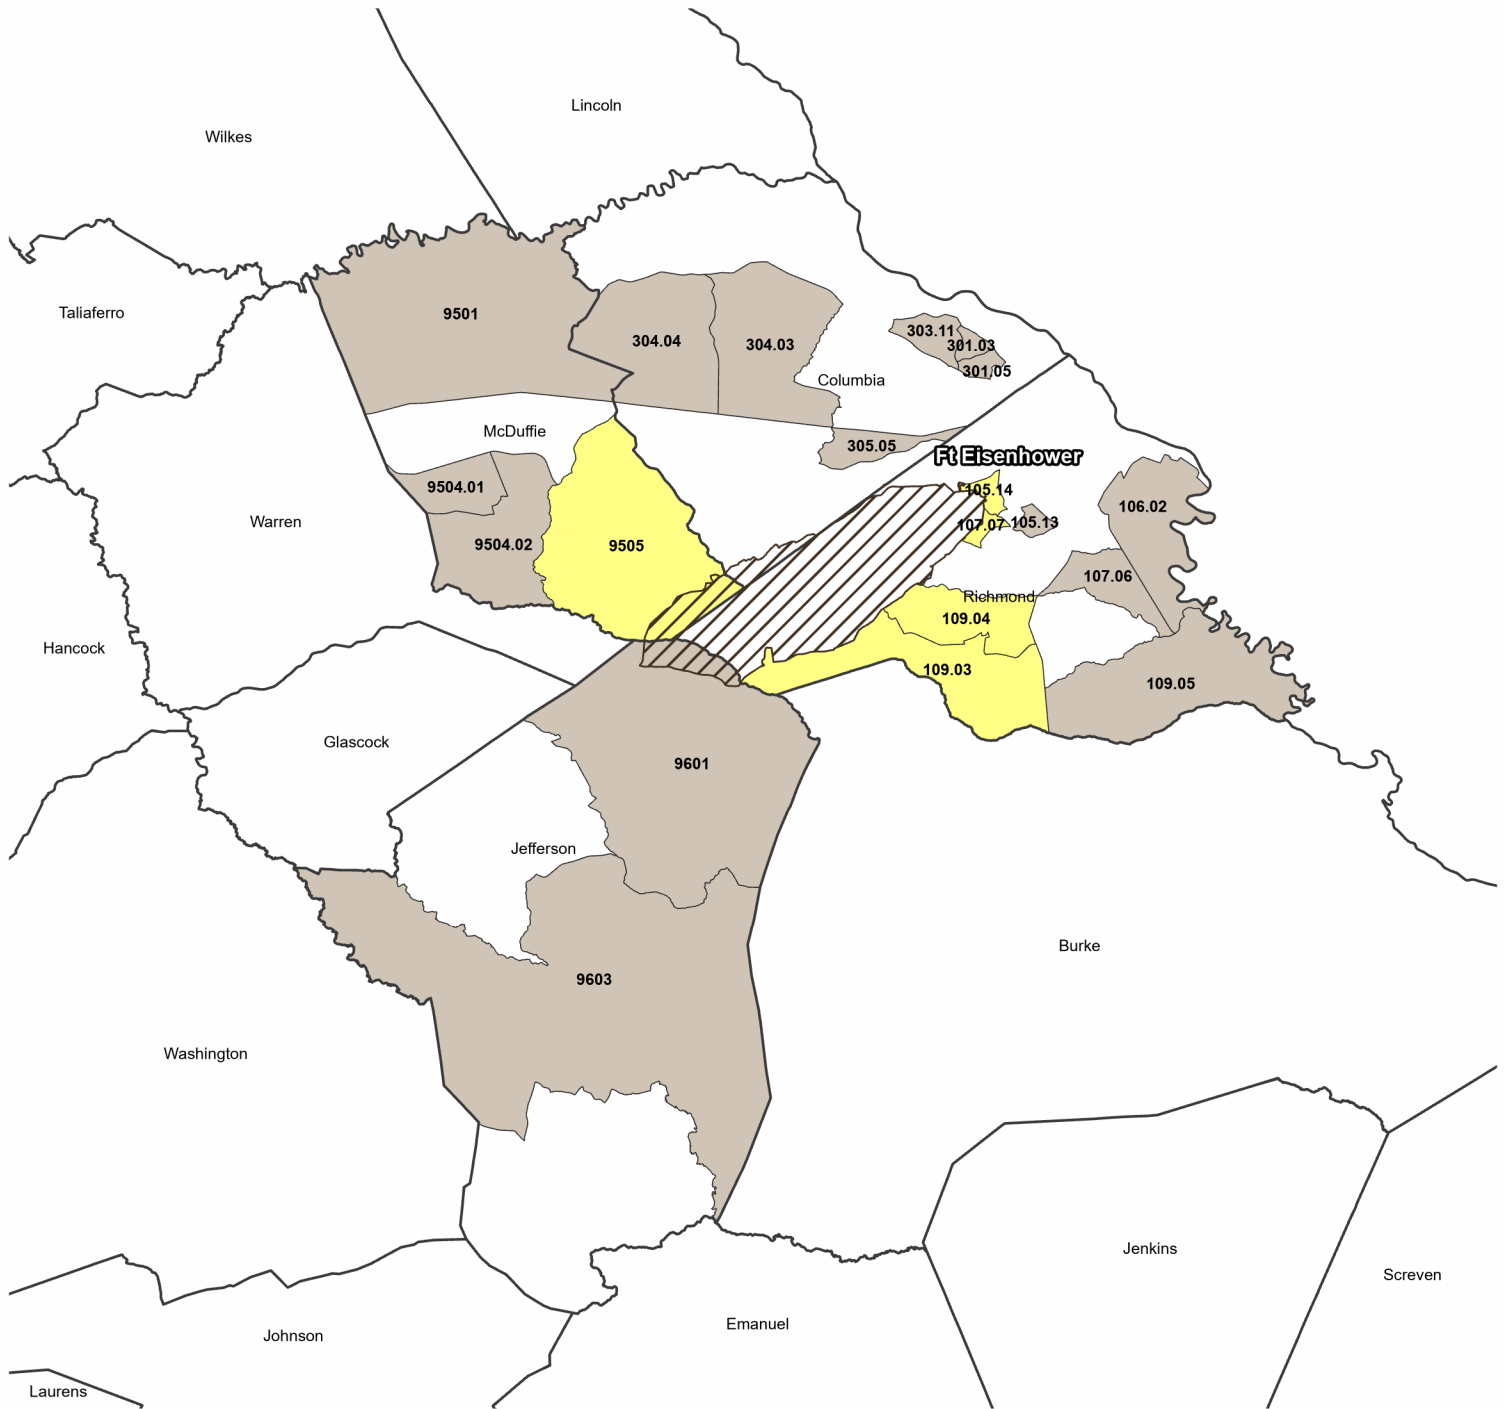 Lincoln
Wilkes
Taliaferro
9501
303.11
304.04
304.03
301.03
301.05
Columbia
McDuffie
305.05
Ft Eisenhower
9504.01
105.14
106.02
Warren
107.07
105.13
9504.02
9505
107.06
Richmond
109.04
Hancock
109.03
109.05
Glascock
9601
Jefferson
Burke
9603
Washington
Jenkins
Screven
Emanuel
Johnson
Laurens